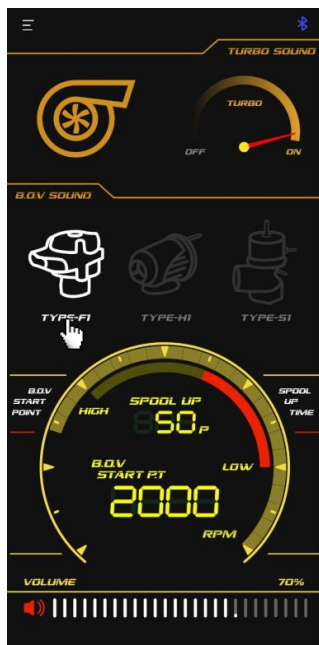 TURBO SOUND
TURBO
OFF ON
B.O.V SOUND
TYPE-F1 TYPE-H1 TYPE-S1
B.O.V
START
POINT
SPOOL
UP
TIME
HIGH
SPOOL UP
50P
LOW
B.O.V
START P.T
2000
RPM
VOLUME 70%